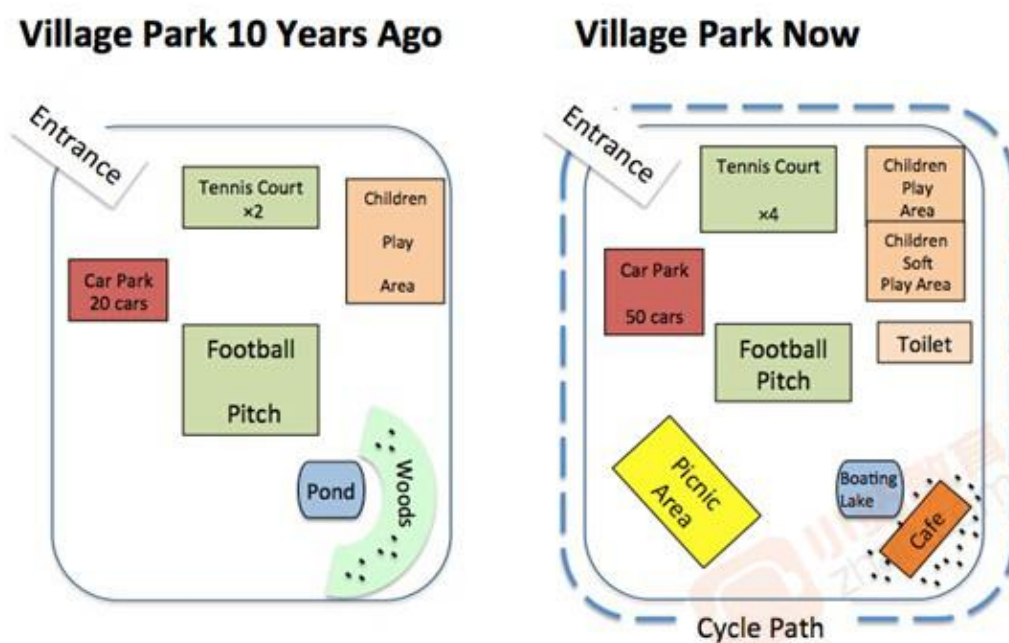 Village Park 10 Years Ago
Entrance
Tennis Court
×2
Children
Play
Area
Car Park
20 cars
Football
Pitch
Pond
Woods
Village Park Now
Entrance
Tennis Court
×4
Children
Play
Area
Children
Soft
Play Area
Car Park
50 cars
Football
Pitch
Toilet
Picnic
Area
Boating
Lake
Cafe
Cycle Path